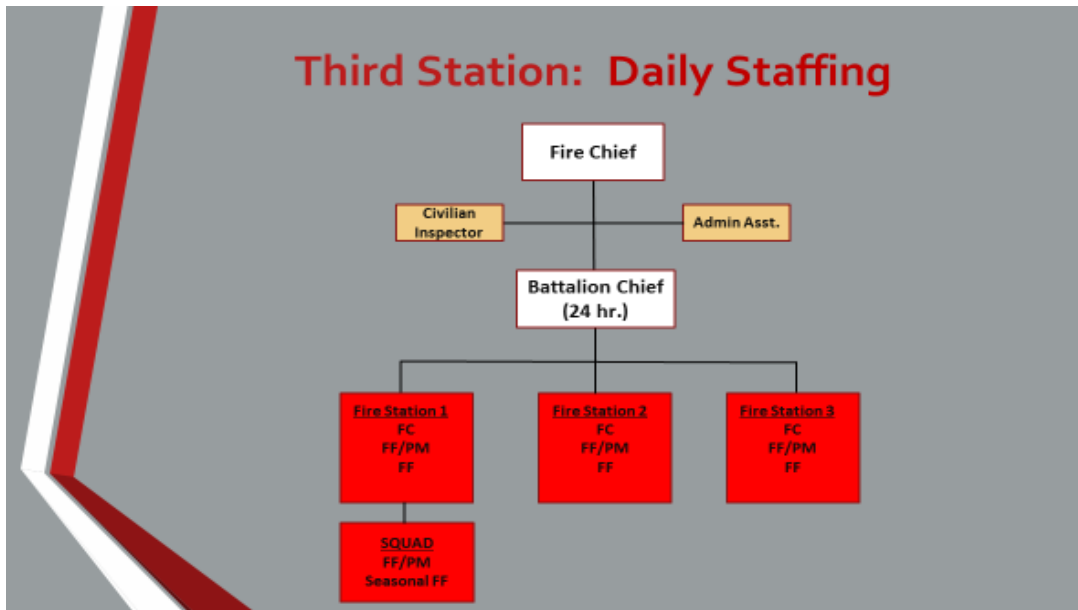 Third Station: Daily Staffing
Fire Chief
Civilian
Inspector
Admin Asst.
Battalion Chief
(24 hr.)
Fire Station 1
FC
FF/PM
FF
Fire Station 2
FC
FF/PM
FF
Fire Station 3
FC
FF/PM
FF
SQUAD
FF/PM
Seasonal FF